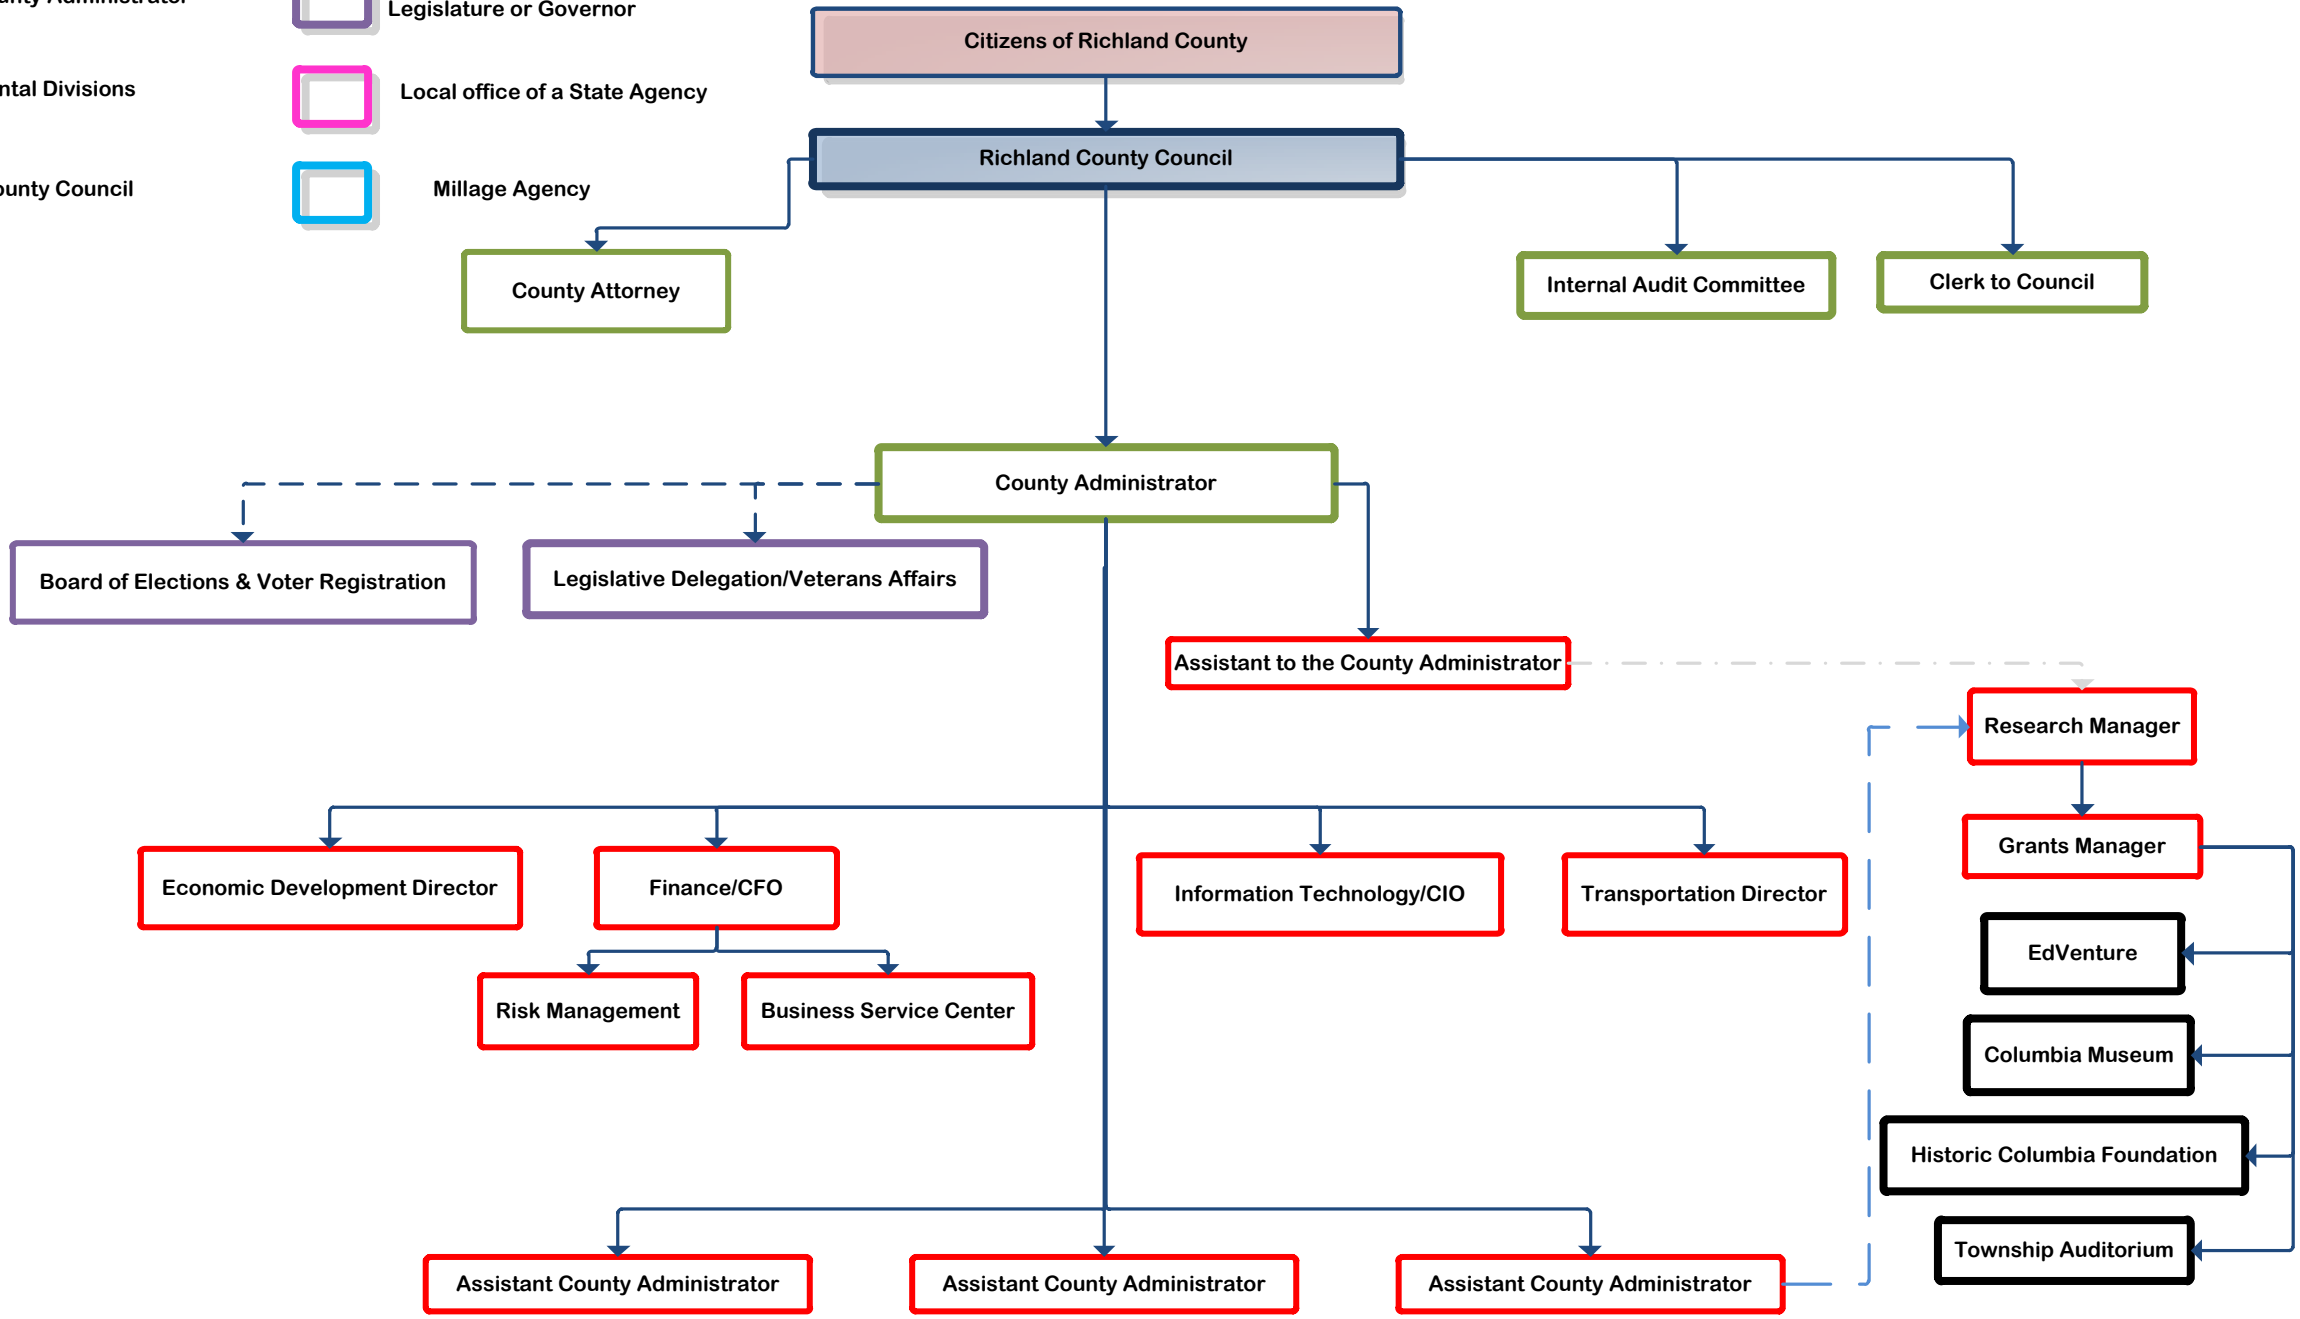 Legislature or Governor
Citizens of Richland County
ntal Divisions
Local office of a State Agency
Richland County Council
ounty Council
Millage Agency
County Attorney
Internal Audit Committee
Clerk to Council
County Administrator
Board of Elections & Voter Registration
Legislative Delegation/Veterans Affairs
Assistant to the County Administrator
Research Manager
Grants Manager
Economic Development Director
Finance/CFO
Information Technology/CIO
Transportation Director
EdVenture
Risk Management
Business Service Center
Columbia Museum
Historic Columbia Foundation
Township Auditorium
Assistant County Administrator
Assistant County Administrator
Assistant County Administrator